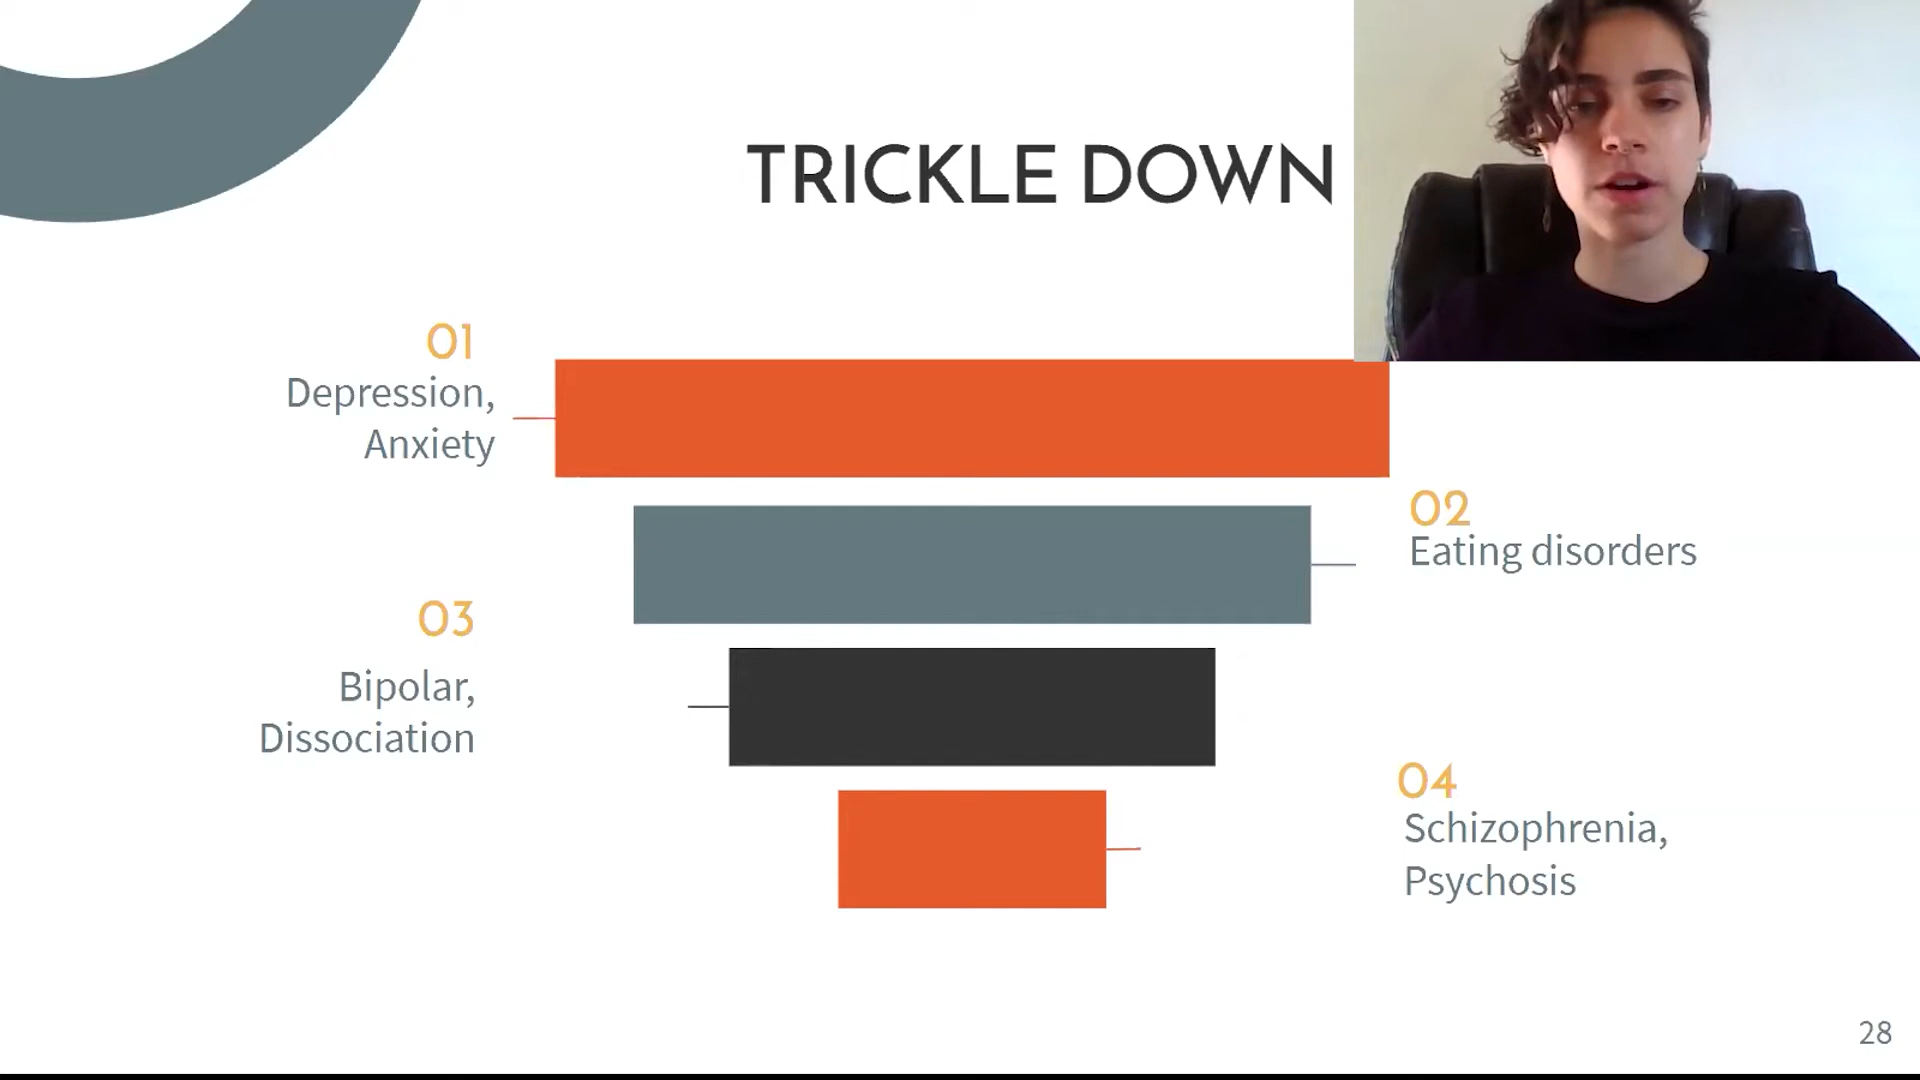 TRICKLE DOWN
01
Depression,
Anxiety
02
Eating disorders
03
Bipolar,
Dissociation
04
Schizophrenia,
Psychosis
28